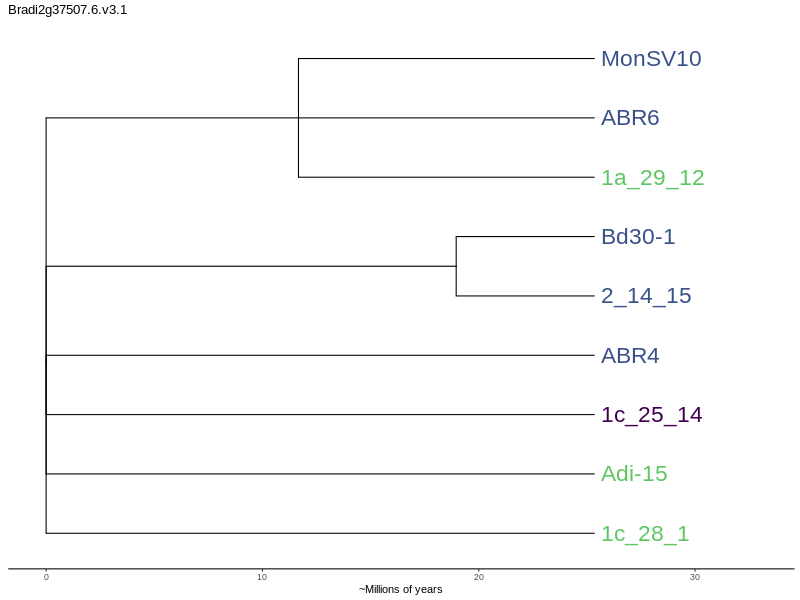 Bradi2g37507.6.v3.1
MonSV10
ABR6
1a_29_12
Bd30-1
2_14_15
ABR4
1c_25_14
Adi-15
1c_28_1
0 10 20 30
~Millions of years